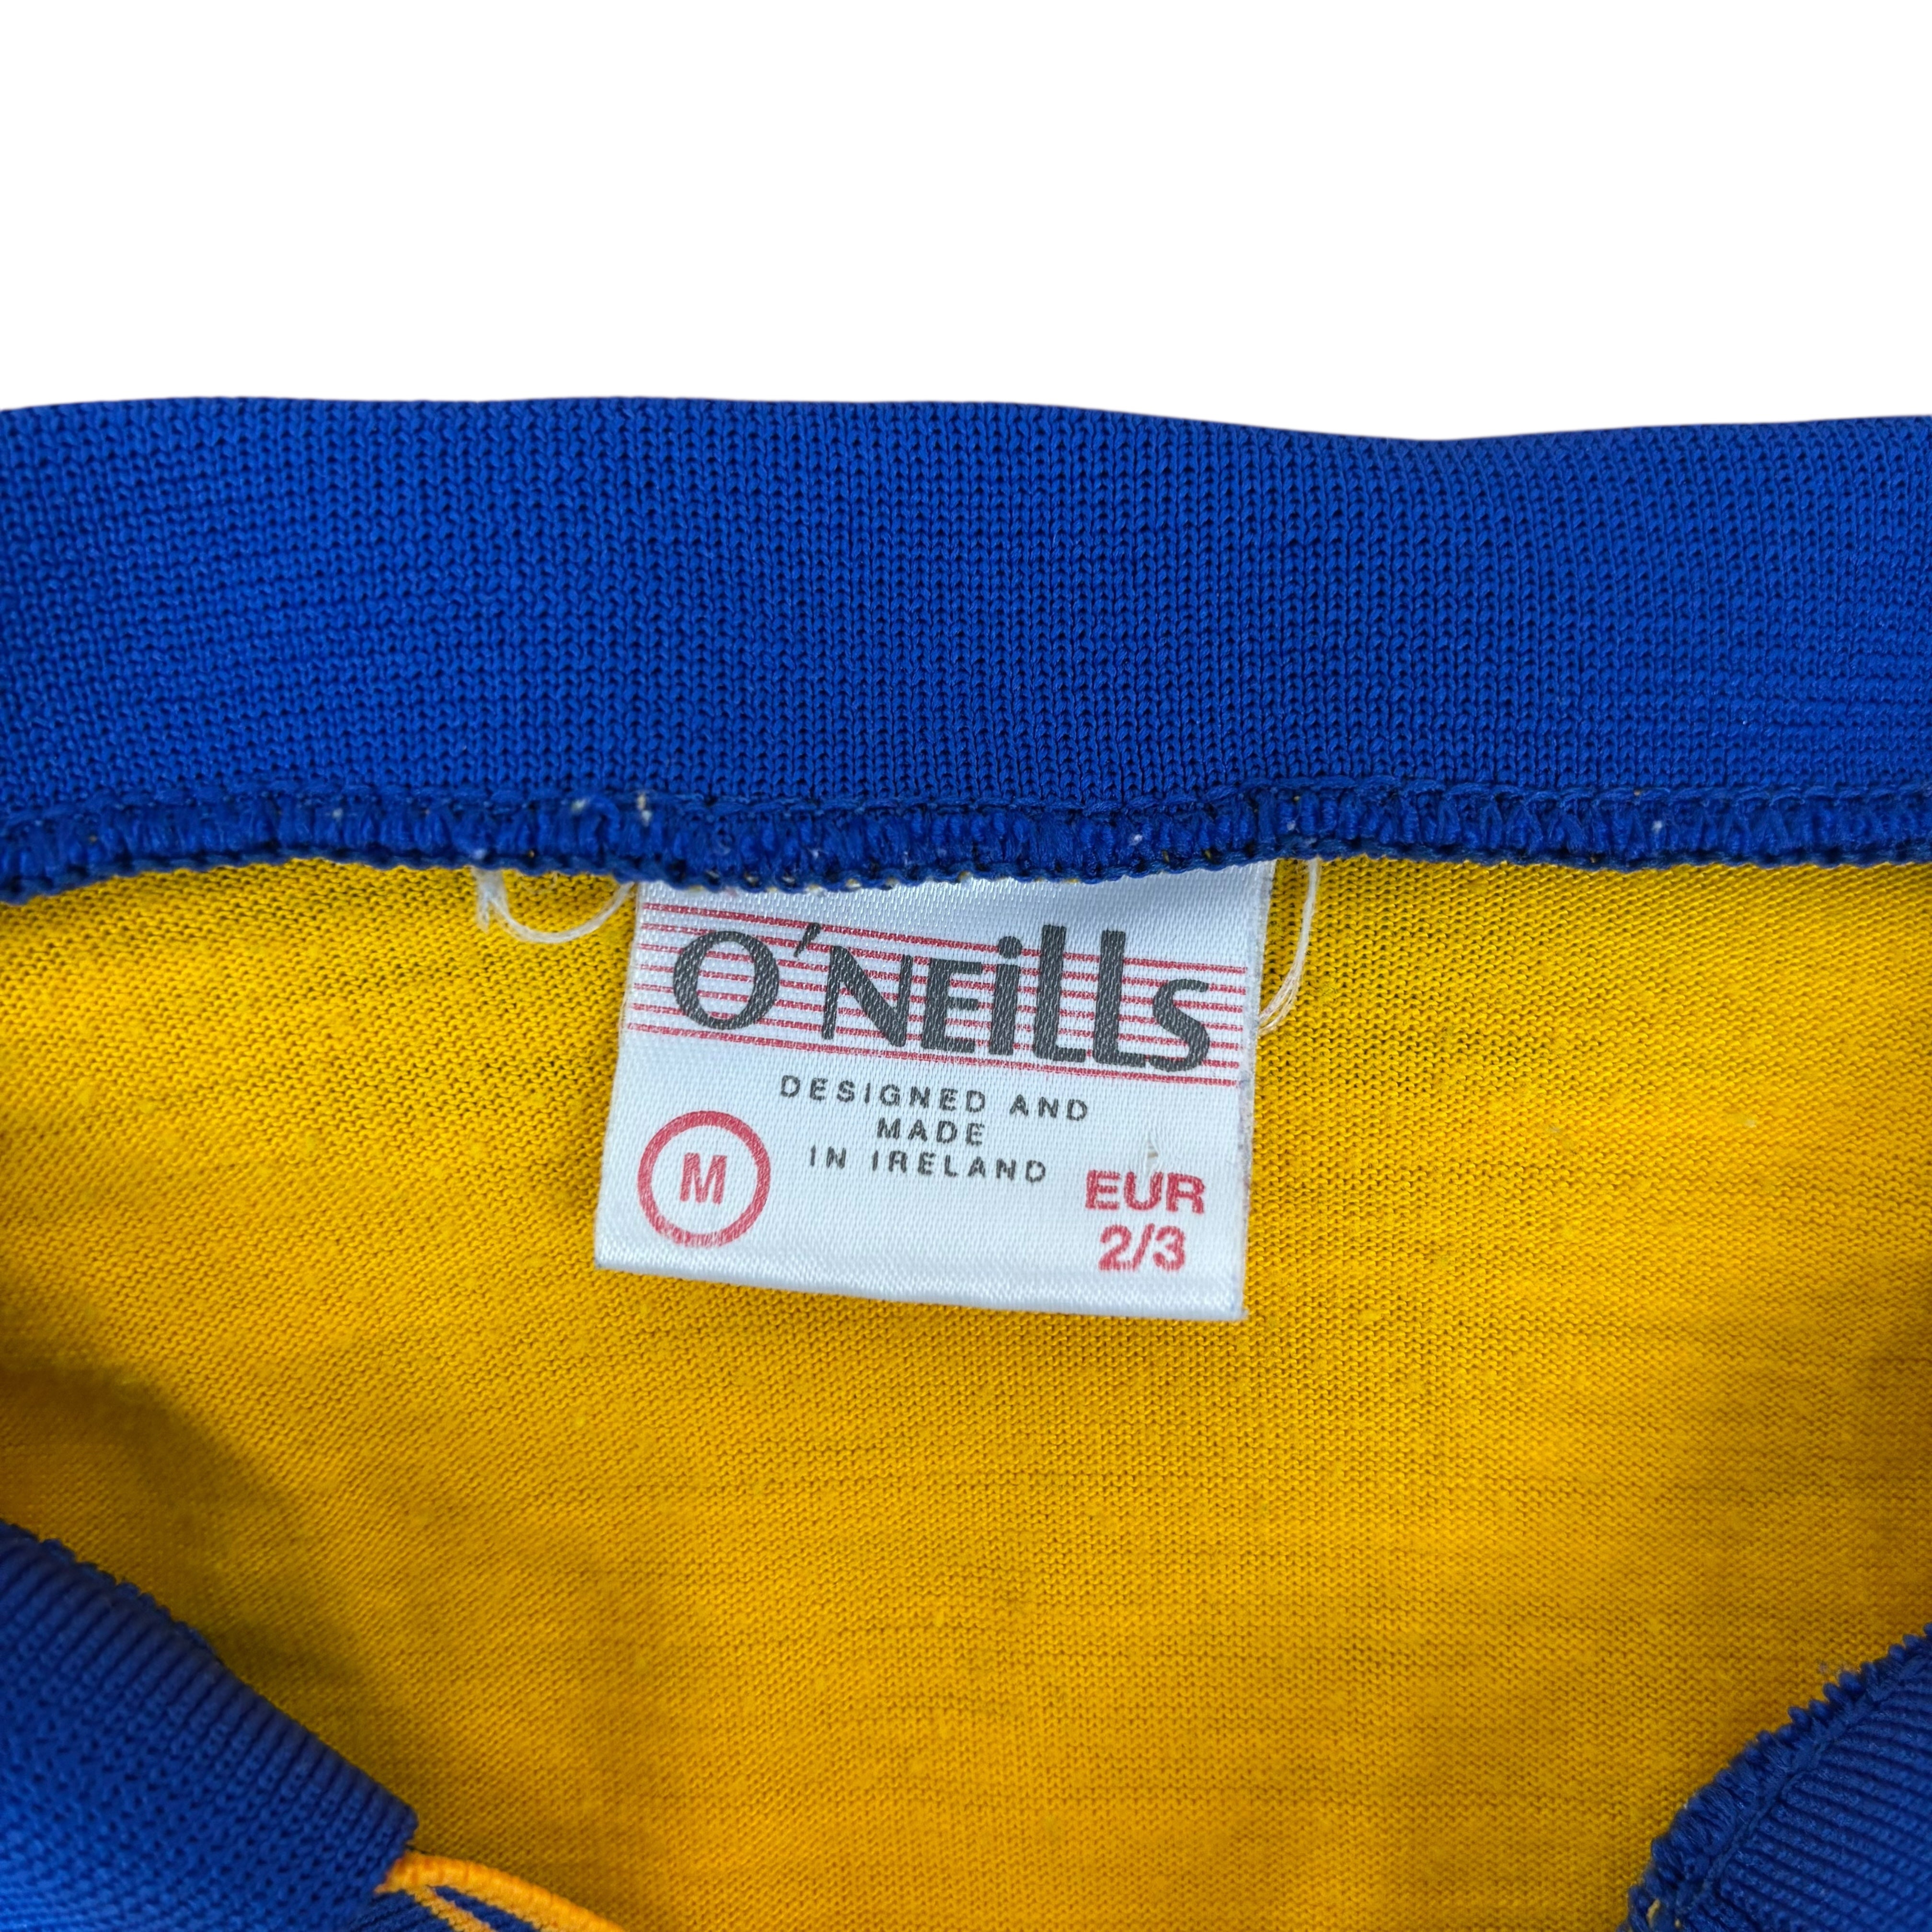 O'NEills
DESIGNED AND
MADE
IN IRELAND
M
EUR
2/3